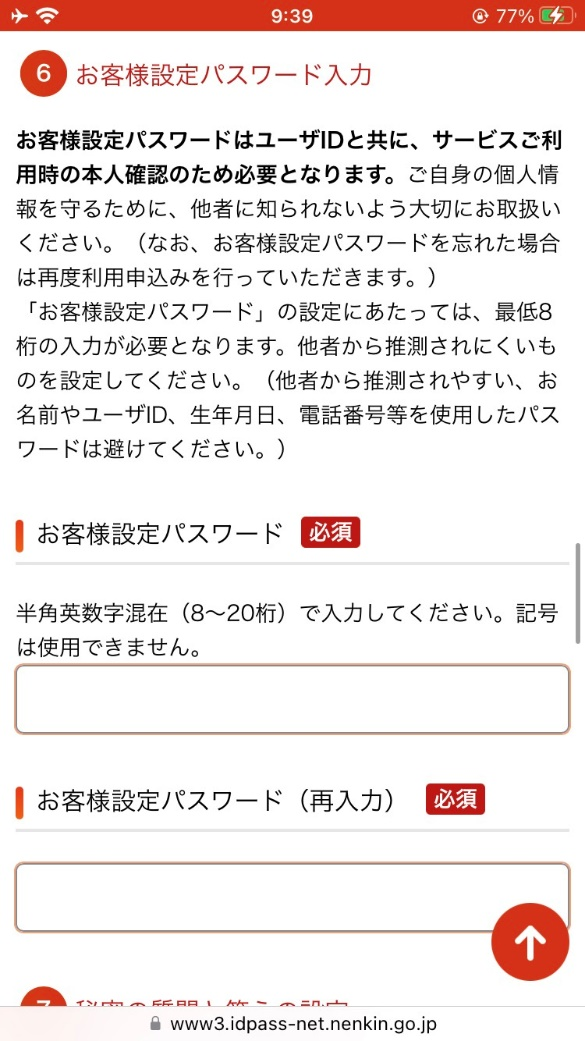 9:39
77%
6 お客様設定パスワード入力
お客様設定パスワードはユーザIDと共に、サービスご利
用時の本人確認のため必要となります。ご自身の個人情
報を守るために、他者に知られないよう大切にお取扱い
ください。（なお、お客様設定パスワードを忘れた場合
は再度利用申込みを行っていただきます。）
「お客様設定パスワード」の設定にあたっては、最低8
桁の入力が必要となります。他者から推測されにくいも
のを設定してください。（他者から推測されやすい、お
名前やユーザID、生年月日、電話番号等を使用したパス
ワードは避けてください。）
お客様設定パスワード 必須
半角英数字混在（8〜20桁）で入力してください。記号
は使用できません。
お客様設定パスワード（再入力） 必須
7 秘密の質問と答えの設定
www3.idpass-net.nenkin.go.jp